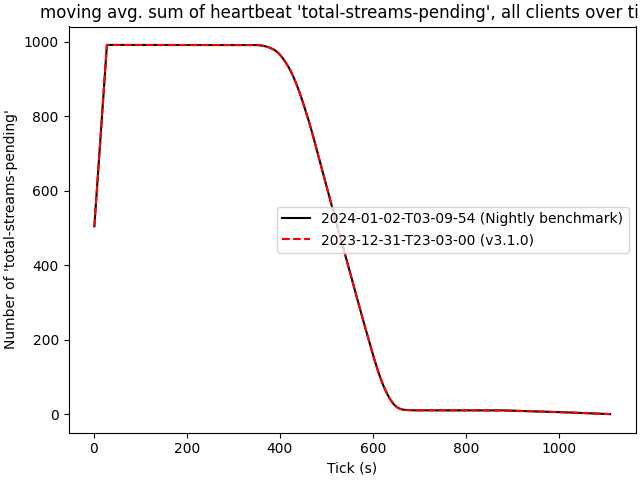 moving avg. sum of heartbeat 'total-streams-pending', all clients over ti
1000
800
600
400
200
0
Number of 'total-streams-pending'
2024-01-02-T03-09-54 (Nightly benchmark)
2023-12-31-T23-03-00 (v3.1.0)
0 200 400 600 800 1000
Tick (s)